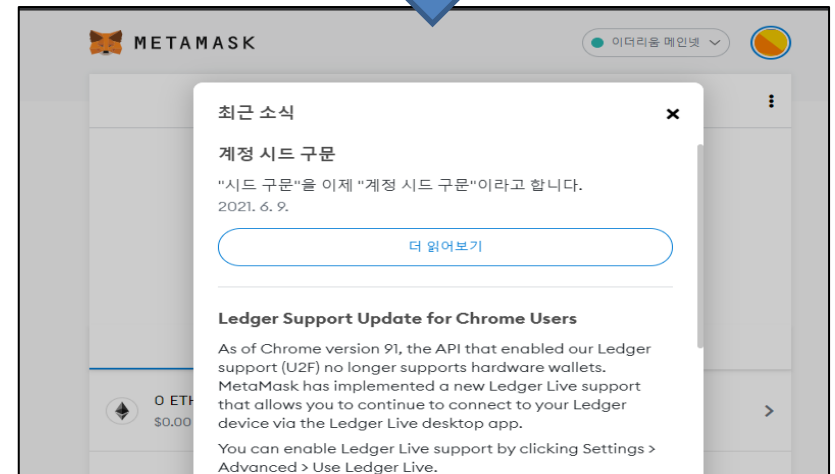 METAMASK
이더리움 메인넷
최근 소식
계정 시드 구문
"시드 구문"을 이제 "계정 시드 구문"이라고 합니다.
2021. 6. 9.
더 읽어보기
Ledger Support Update for Chrome Users
As of Chrome version 91, the API that enabled our Ledger
support (U2F) no longer supports hardware wallets.
MetaMask has implemented a new Ledger Live support
that allows you to continue to connect to your Ledger
device via the Ledger Live desktop app.
You can enable Ledger Live support by clicking Settings >
Advanced > Use Ledger Live.
0 ETH
$0.00